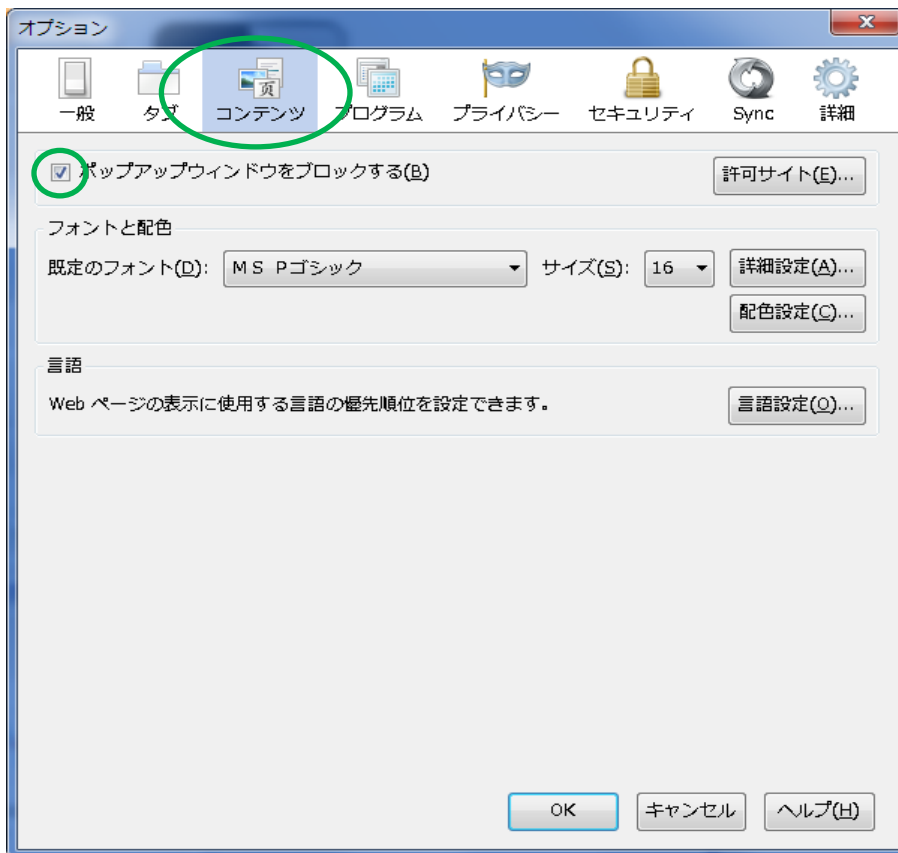 オプション
一般 タブ コンテンツ プログラム プライバシー セキュリティ Sync 詳細
ポップアップウィンドウをブロックする(B) 許可サイト(E)...
フォントと配色
既定のフォント(D): ＭＳ Ｐゴシック サイズ(S): 16 詳細設定(A)...
配色設定(C)...
言語
Web ページの表示に使用する言語の優先順位を設定できます。 言語設定(O)...
OK キャンセル ヘルプ(H)